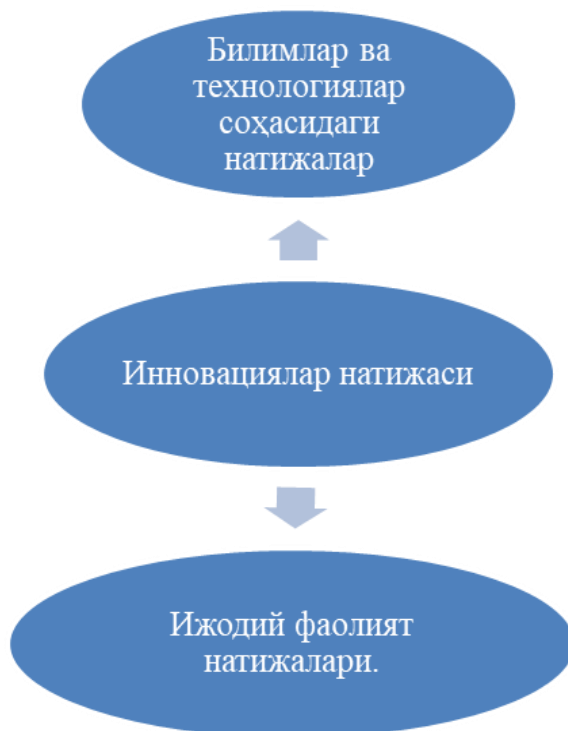 Билимлар ва
технологиялар
соҳасидаги
натижалар
Инновациялар натижаси
Ижодий фаолият
натижалари.